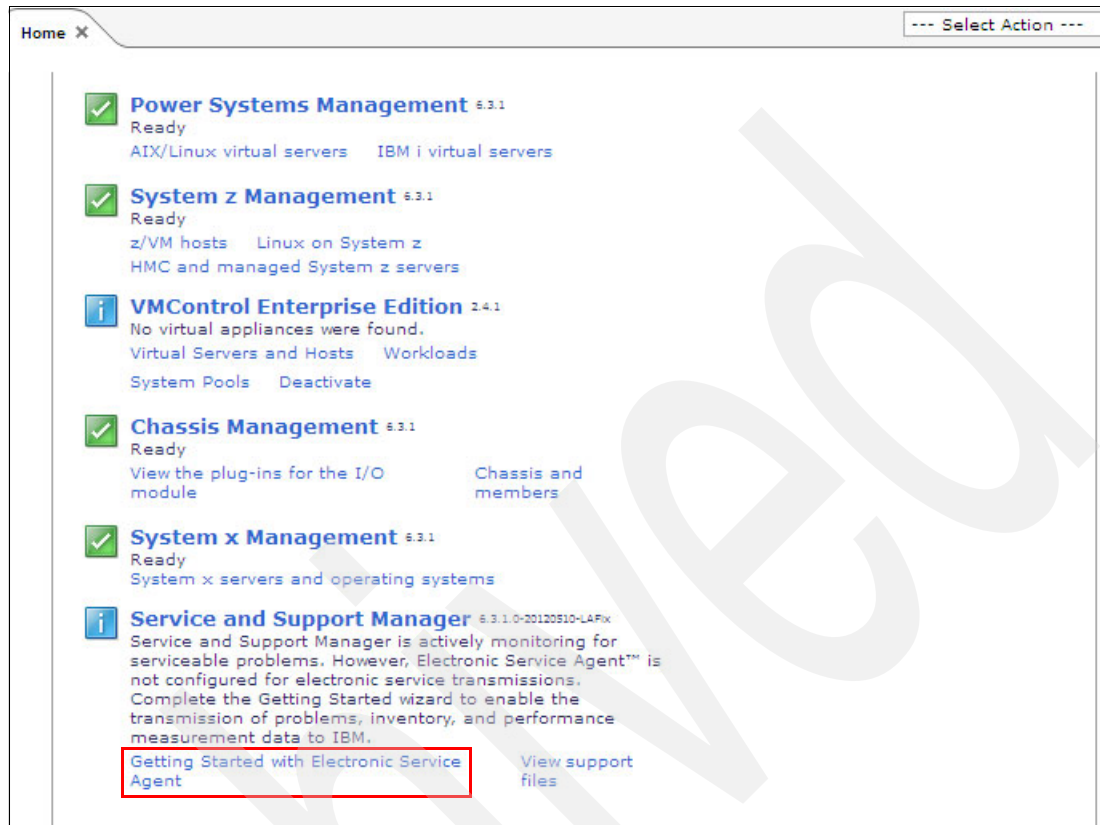 Home
--- Select Action ---
Power Systems Management 6.3.1
Ready
AIX/Linux virtual servers IBM i virtual servers
System z Management 6.3.1
Ready
z/VM hosts Linux on System z
HMC and managed System z servers
VMControl Enterprise Edition 2.4.1
No virtual appliances were found.
Virtual Servers and Hosts Workloads
System Pools Deactivate
Chassis Management 6.3.1
Ready
View the plug-ins for the I/O module
Chassis and members
System x Management 6.3.1
Ready
System x servers and operating systems
Service and Support Manager 6.3.1.0-20120510-LAFix
Service and Support Manager is actively monitoring for
serviceable problems. However, Electronic Service Agent™ is
not configured for electronic service transmissions.
Complete the Getting Started wizard to enable the
transmission of problems, inventory, and performance
measurement data to IBM.
Getting Started with Electronic Service
Agent
View support
files